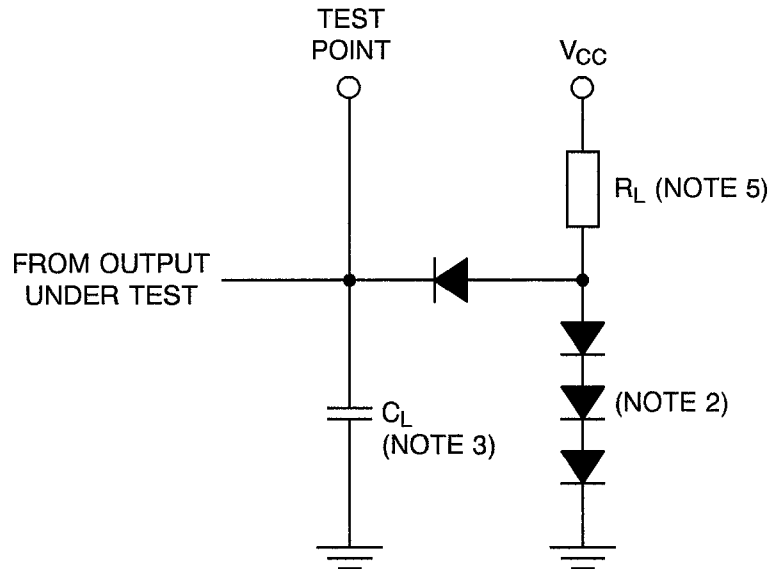 TEST
POINT
VCC
RL (NOTE 5)
FROM OUTPUT
UNDER TEST
CL
(NOTE 3)
(NOTE 2)